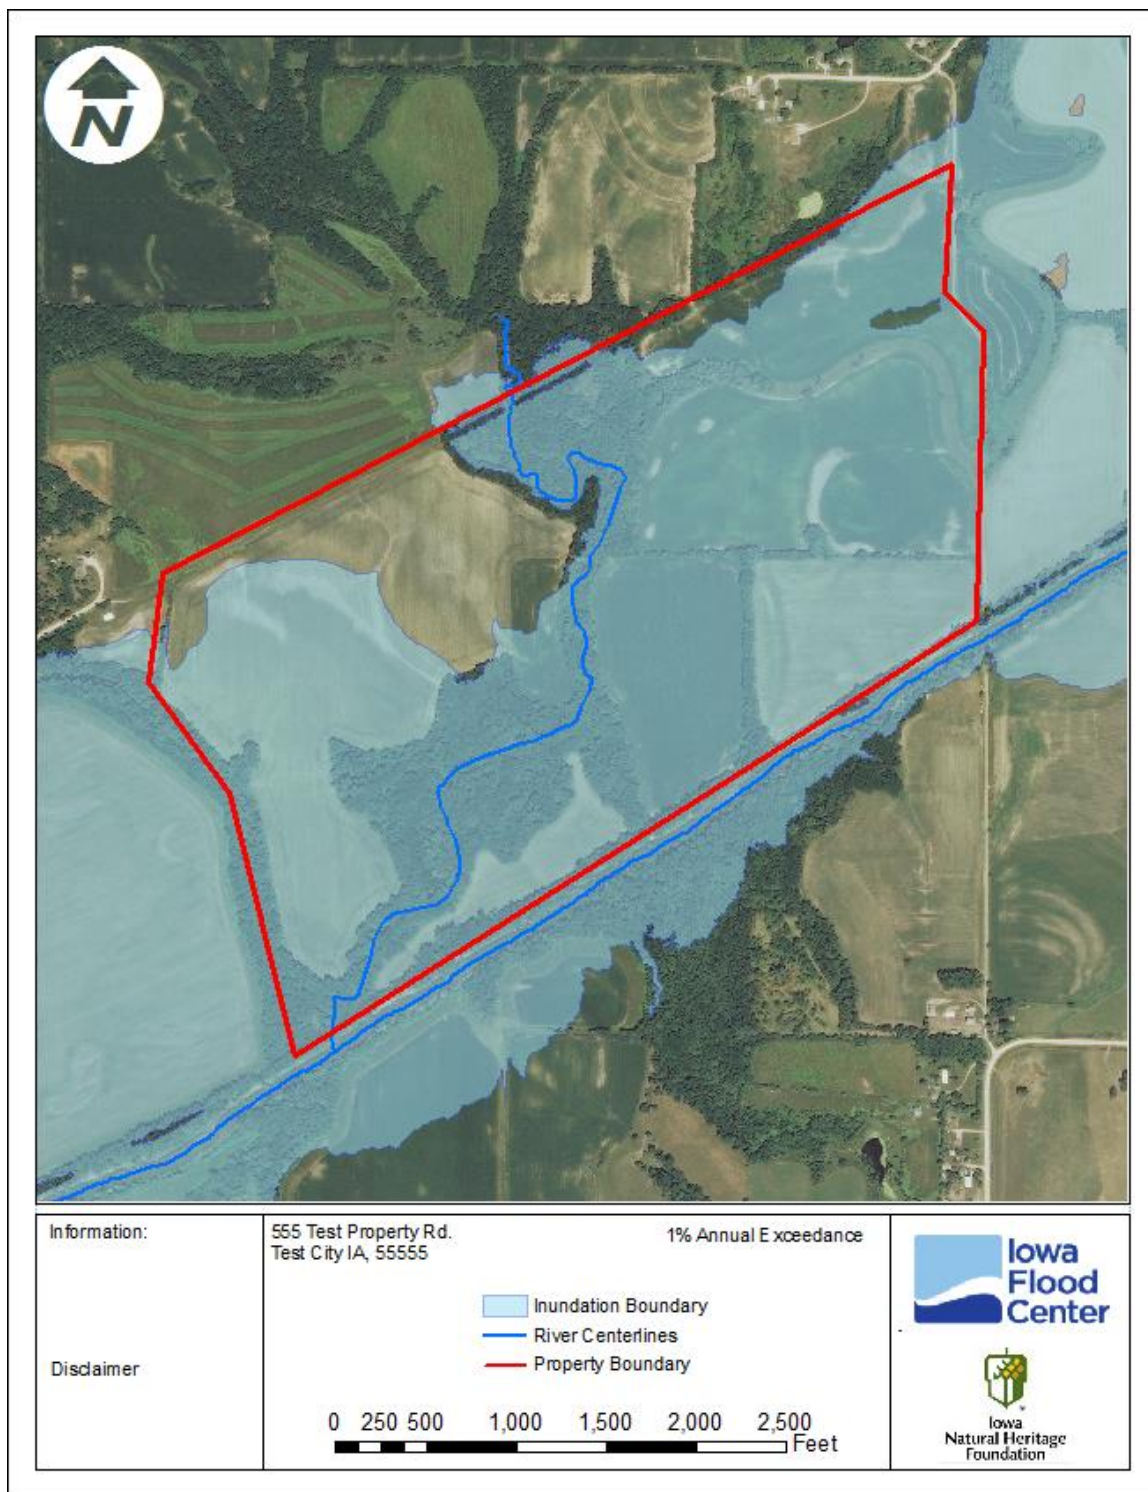 N
Information:
555 Test Property Rd.
Test City IA, 55555
1% Annual Exceedance
Inundation Boundary
River Centerlines
Property Boundary
Disclaimer
0 250 500 1,000 1,500 2,000 2,500
Feet
Iowa
Flood
Center
Iowa
Natural Heritage
Foundation